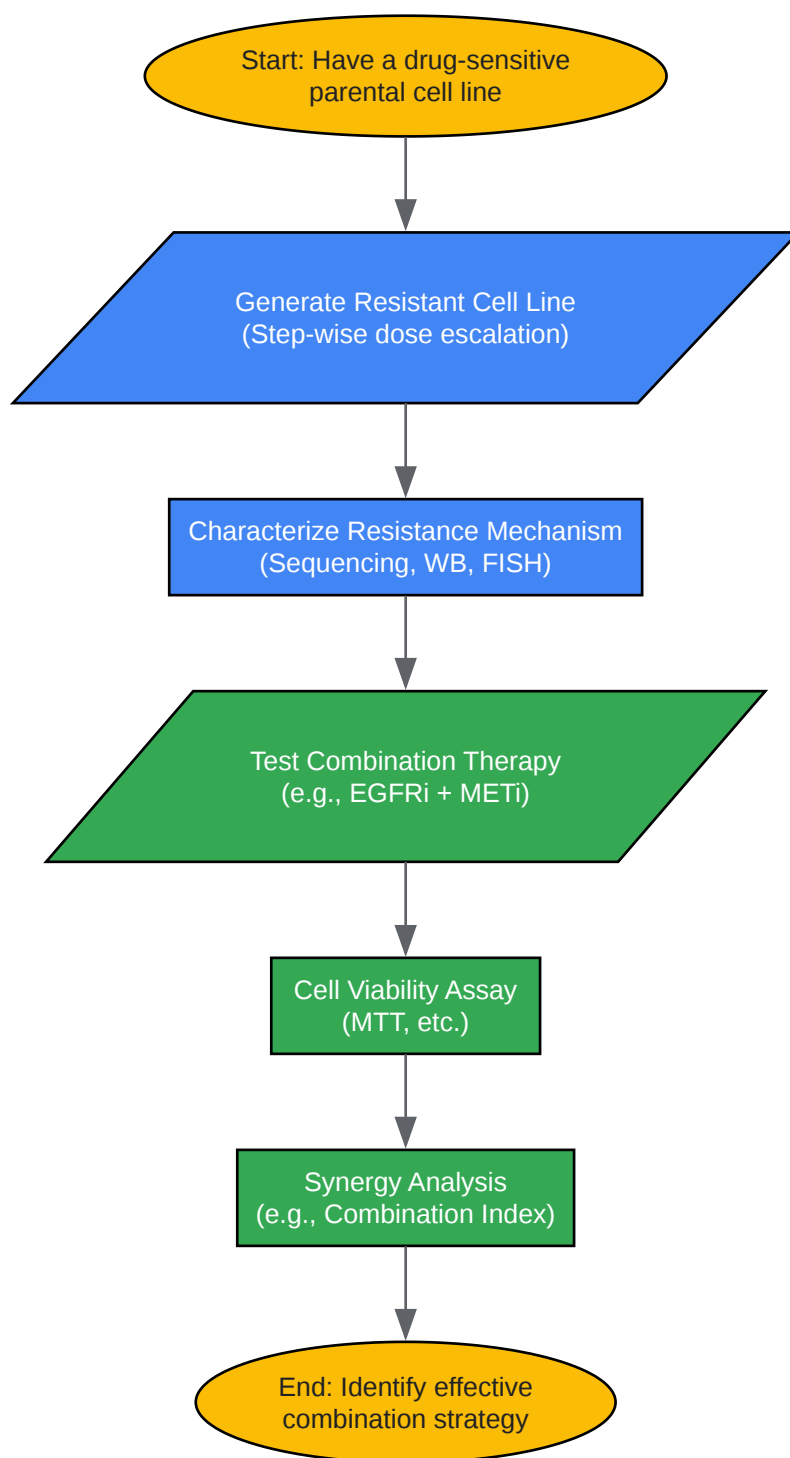 Start: Have a drug-sensitive
parental cell line
Generate Resistant Cell Line
(Step-wise dose escalation)
Characterize Resistance Mechanism
(Sequencing, WB, FISH)
Test Combination Therapy
(e.g., EGFRi + METi)
Cell Viability Assay
(MTT, etc.)
Synergy Analysis
(e.g., Combination Index)
End: Identify effective
combination strategy